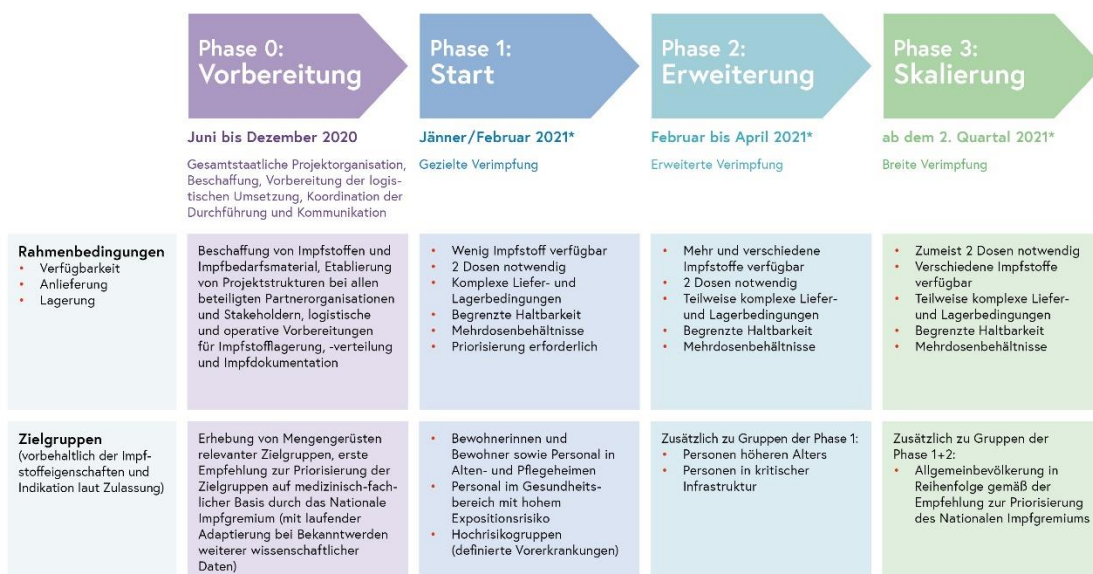 Phase 0:
Vorbereitung
Phase 1:
Start
Phase 2:
Erweiterung
Phase 3:
Skalierung
Juni bis Dezember 2020
Gesamtstaatliche Projektorganisation,
Beschaffung, Vorbereitung der logis-
tischen Umsetzung, Koordination der
Durchführung und Kommunikation
Jänner/Februar 2021*
Gezielte Verimpfung
Februar bis April 2021*
Erweiterte Verimpfung
ab dem 2. Quartal 2021*
Breite Verimpfung
Rahmenbedingungen
• Verfügbarkeit
• Anlieferung
• Lagerung
Beschaffung von Impfstoffen und
Impfbedarfsmaterial, Etablierung
von Projektstrukturen bei allen
beteiligten Partnerorganisationen
und Stakeholdern, logistische
und operative Vorbereitungen
für Impfstofflagerung, -verteilung
und Impfdokumentation
• Wenig Impfstoff verfügbar
• 2 Dosen notwendig
• Komplexe Liefer- und
Lagerbedingungen
• Begrenzte Haltbarkeit
• Mehrdosenbehältnisse
• Priorisierung erforderlich
• Mehr und verschiedene
Impfstoffe verfügbar
• 2 Dosen notwendig
• Teilweise komplexe Liefer-
und Lagerbedingungen
• Begrenzte Haltbarkeit
• Mehrdosenbehältnisse
• Zumeist 2 Dosen notwendig
• Verschiedene Impfstoffe
verfügbar
• Teilweise komplexe Liefer-
und Lagerbedingungen
• Begrenzte Haltbarkeit
• Mehrdosenbehältnisse
Zielgruppen
(vorbehaltlich der Impf-
stoffeigenschaften und
Indikation laut Zulassung)
Erhebung von Mengengerüsten
relevanter Zielgruppen, erste
Empfehlung zur Priorisierung der
Zielgruppen auf medizinisch-fach-
licher Basis durch das Nationale
Impfgremium (mit laufender
Adaptierung bei Bekanntwerden
weiterer wissenschaftlicher
Daten)
• Bewohnerinnen und
Bewohner sowie Personal in
Alten- und Pflegeheimen
• Personal im Gesundheits-
bereich mit hohem
Expositionsrisiko
• Hochrisikogruppen
(definierte Vorerkrankungen)
Zusätzlich zu Gruppen der Phase 1:
• Personen höheren Alters
• Personen in kritischer
Infrastruktur
Zusätzlich zu Gruppen der
Phase 1+2:
• Allgemeinbevölkerung in
Reihenfolge gemäß der
Empfehlung zur Priorisierung
des Nationalen Impfgremiums